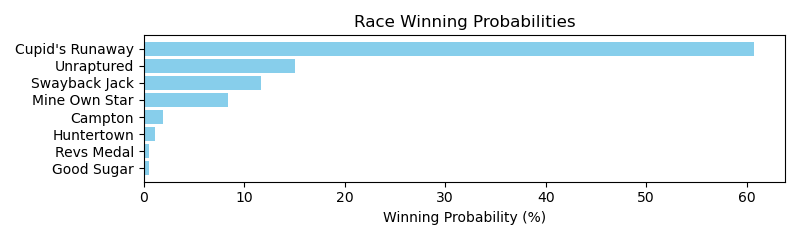 Race Winning Probabilities
Cupid's Runaway
Unraptured
Swayback Jack
Mine Own Star
Campton
Huntertown
Revs Medal
Good Sugar
0 10 20 30 40 50 60
Winning Probability (%)